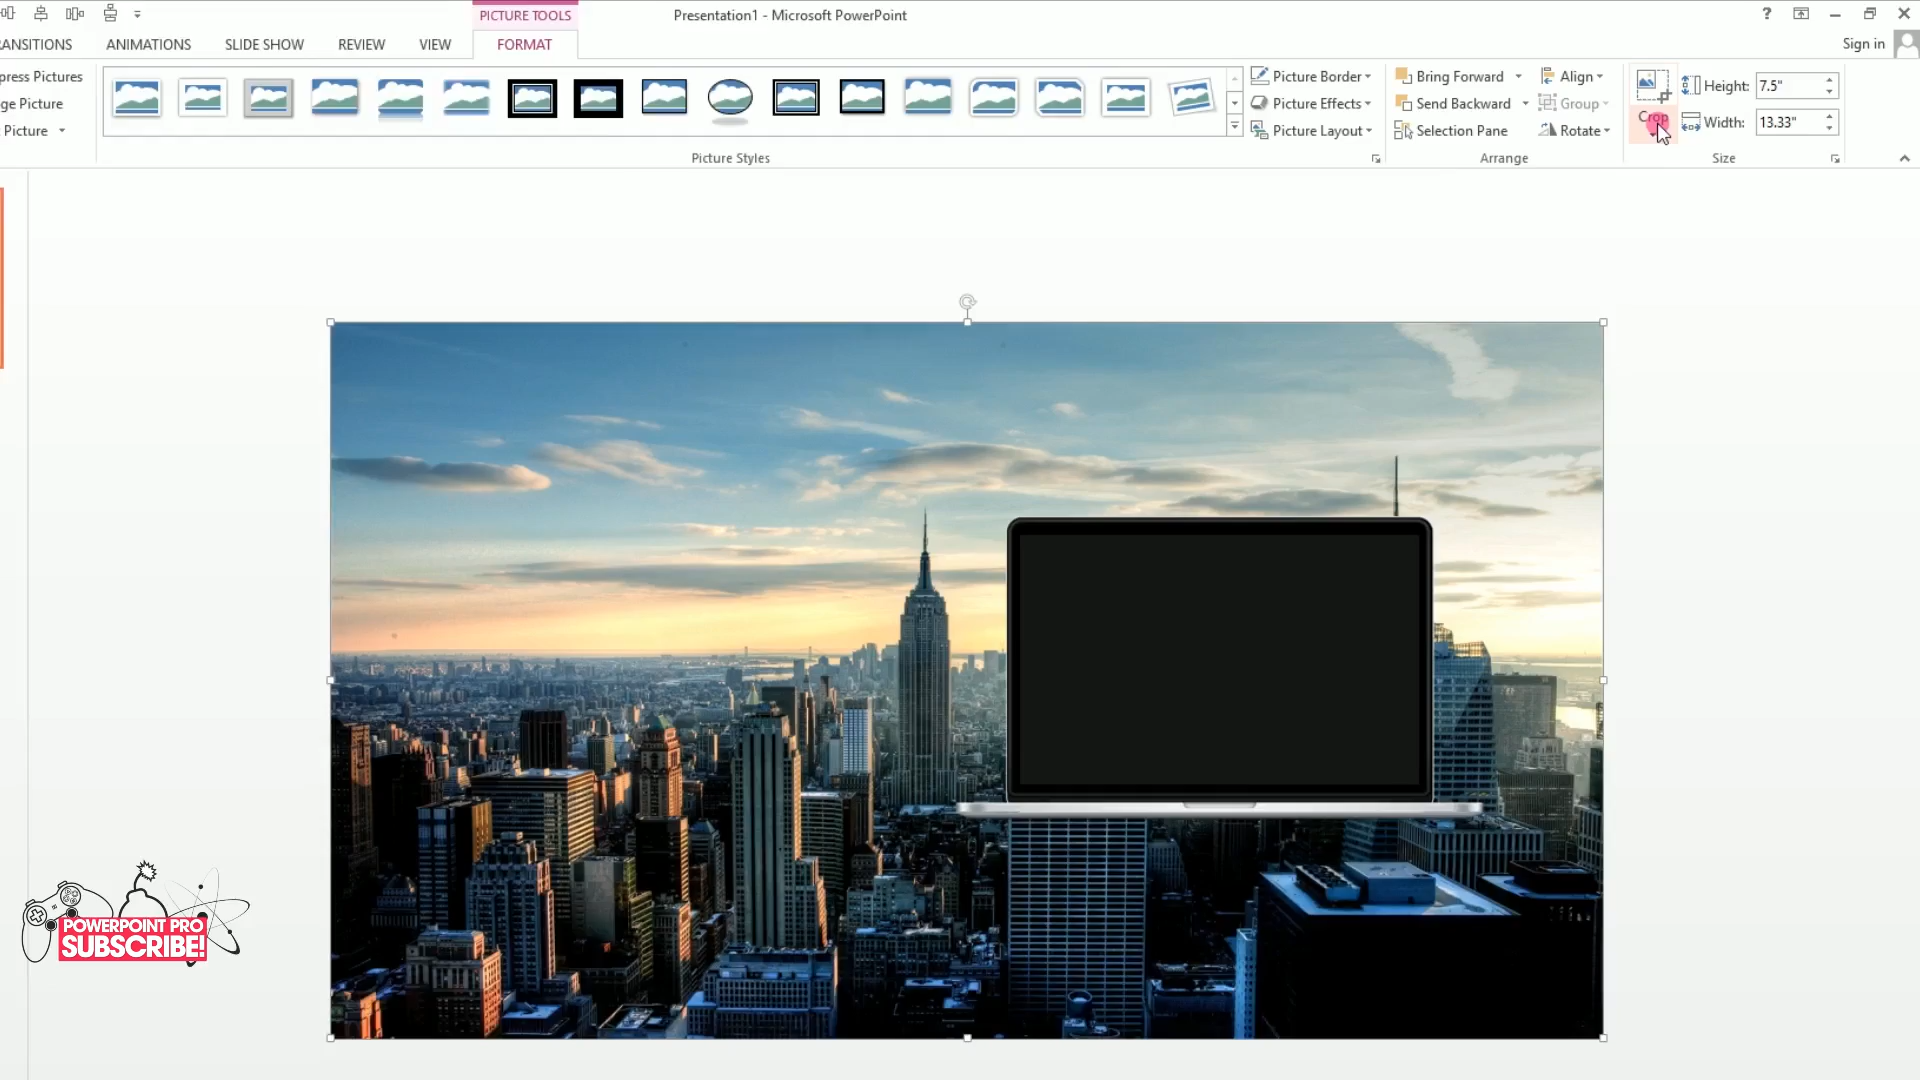 PICTURE TOOLS
Presentation1 - Microsoft PowerPoint
?
RANSITIONS
ANIMATIONS
SLIDE SHOW
REVIEW
VIEW
FORMAT
Sign in
press Pictures
ge Picture
Picture
Picture Border
Picture Effects
Picture Layout
Picture Styles
Bring Forward
Send Backward
Selection Pane
Align
Group
Rotate
Arrange
Crop
Height: 7.5"
Width: 13.33"
Size
POWERPOINT PRO
SUBSCRIBE!